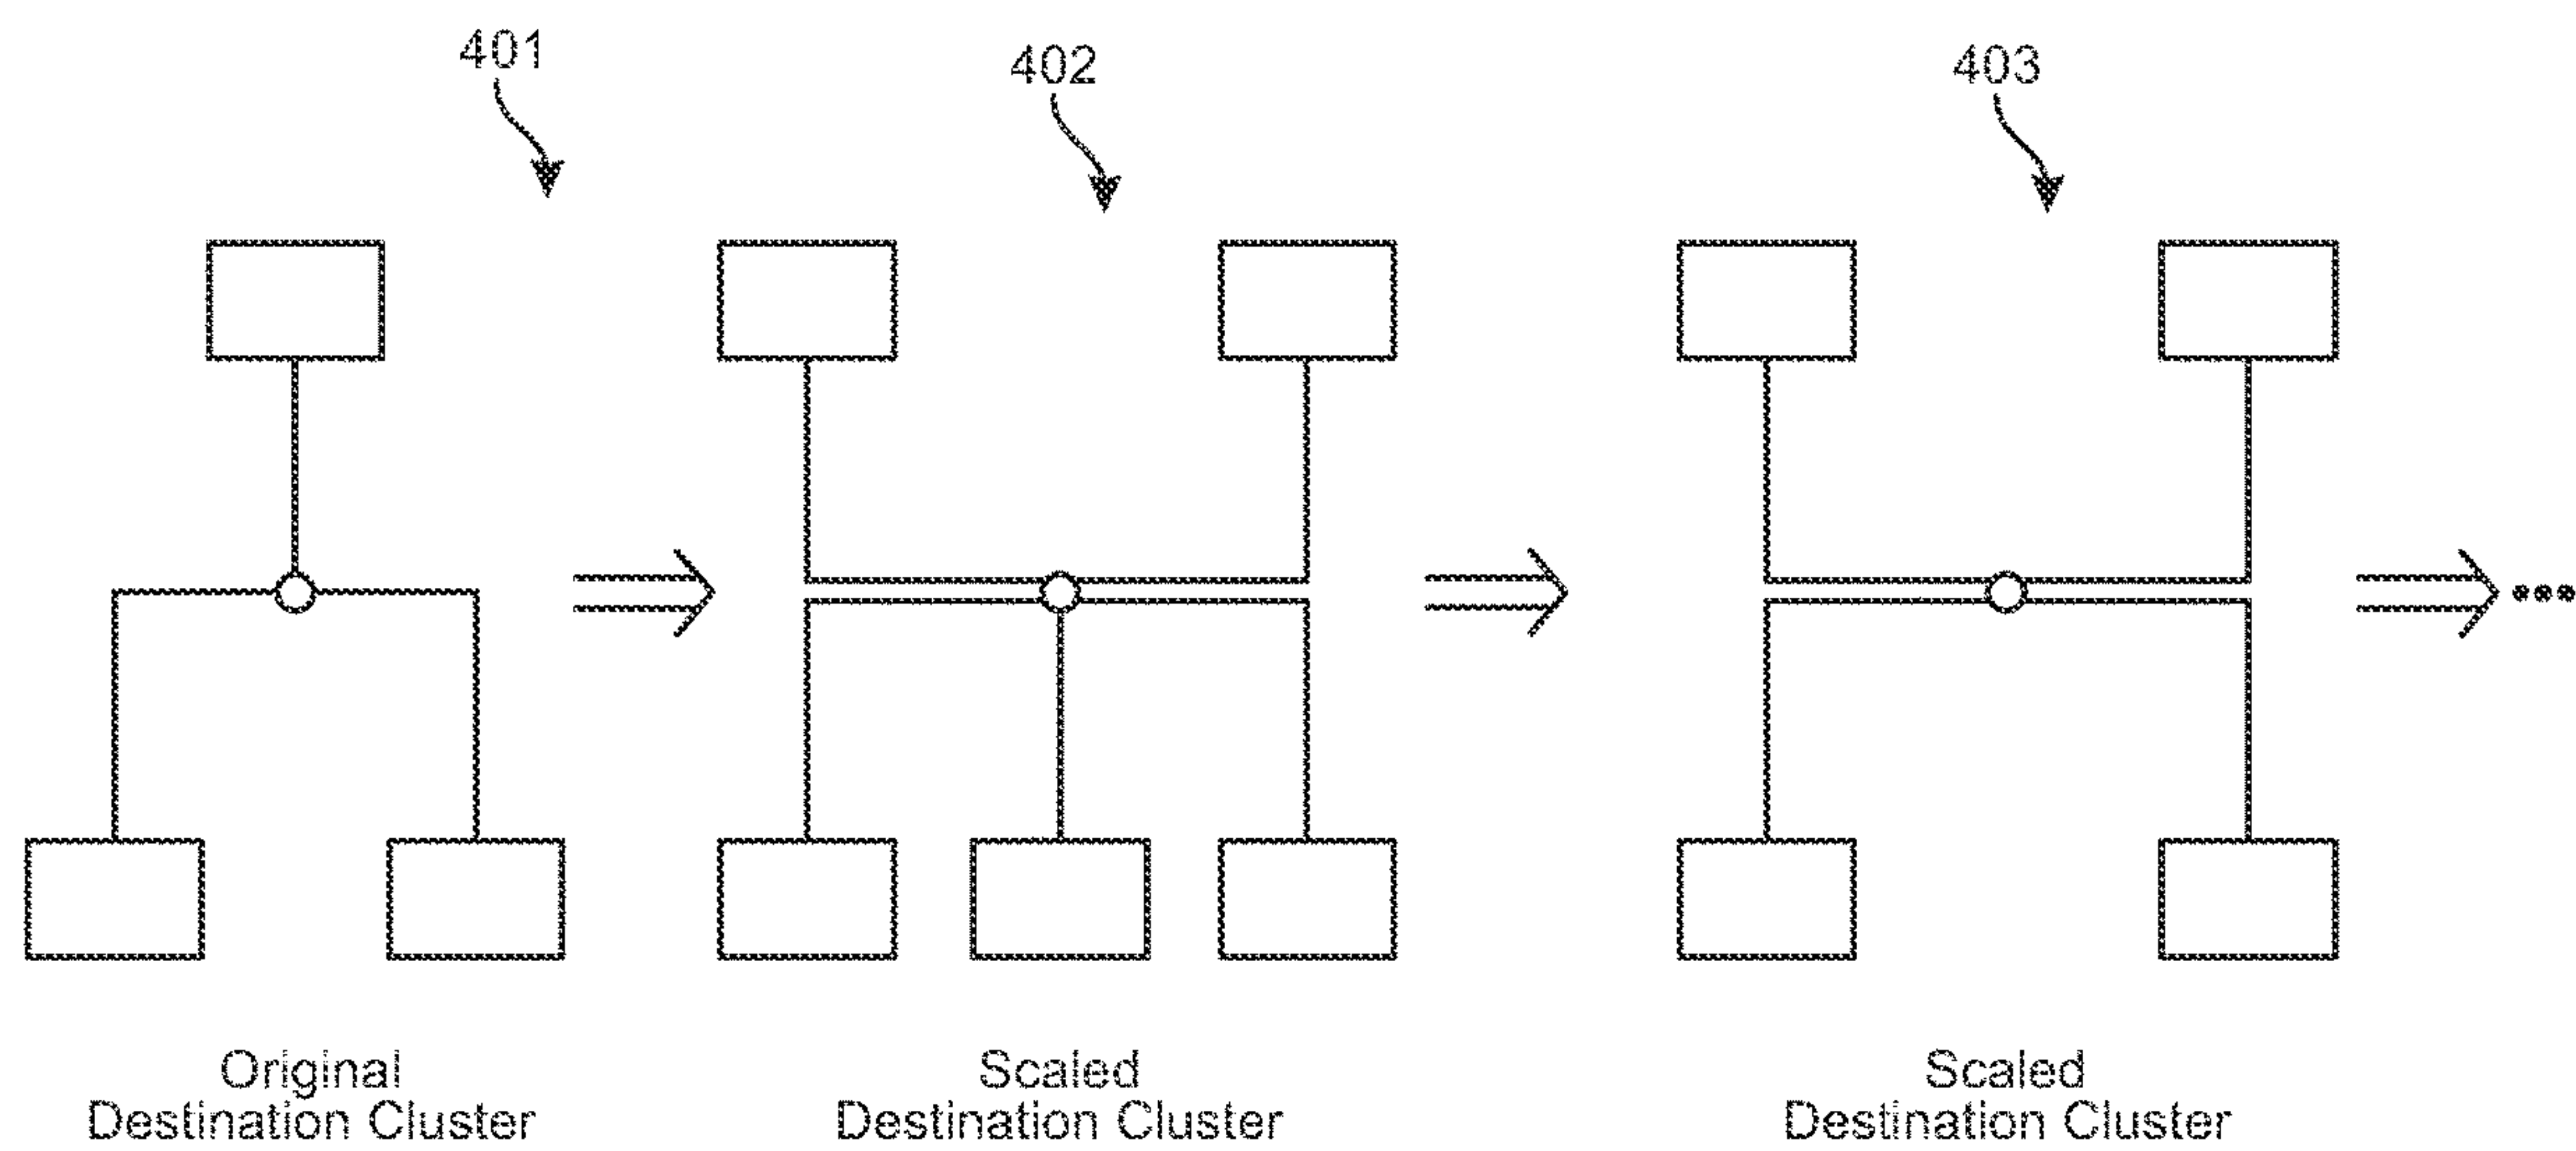 401
402
403
Original
Destination Cluster
Scaled
Destination Cluster
Scaled
Destination Cluster